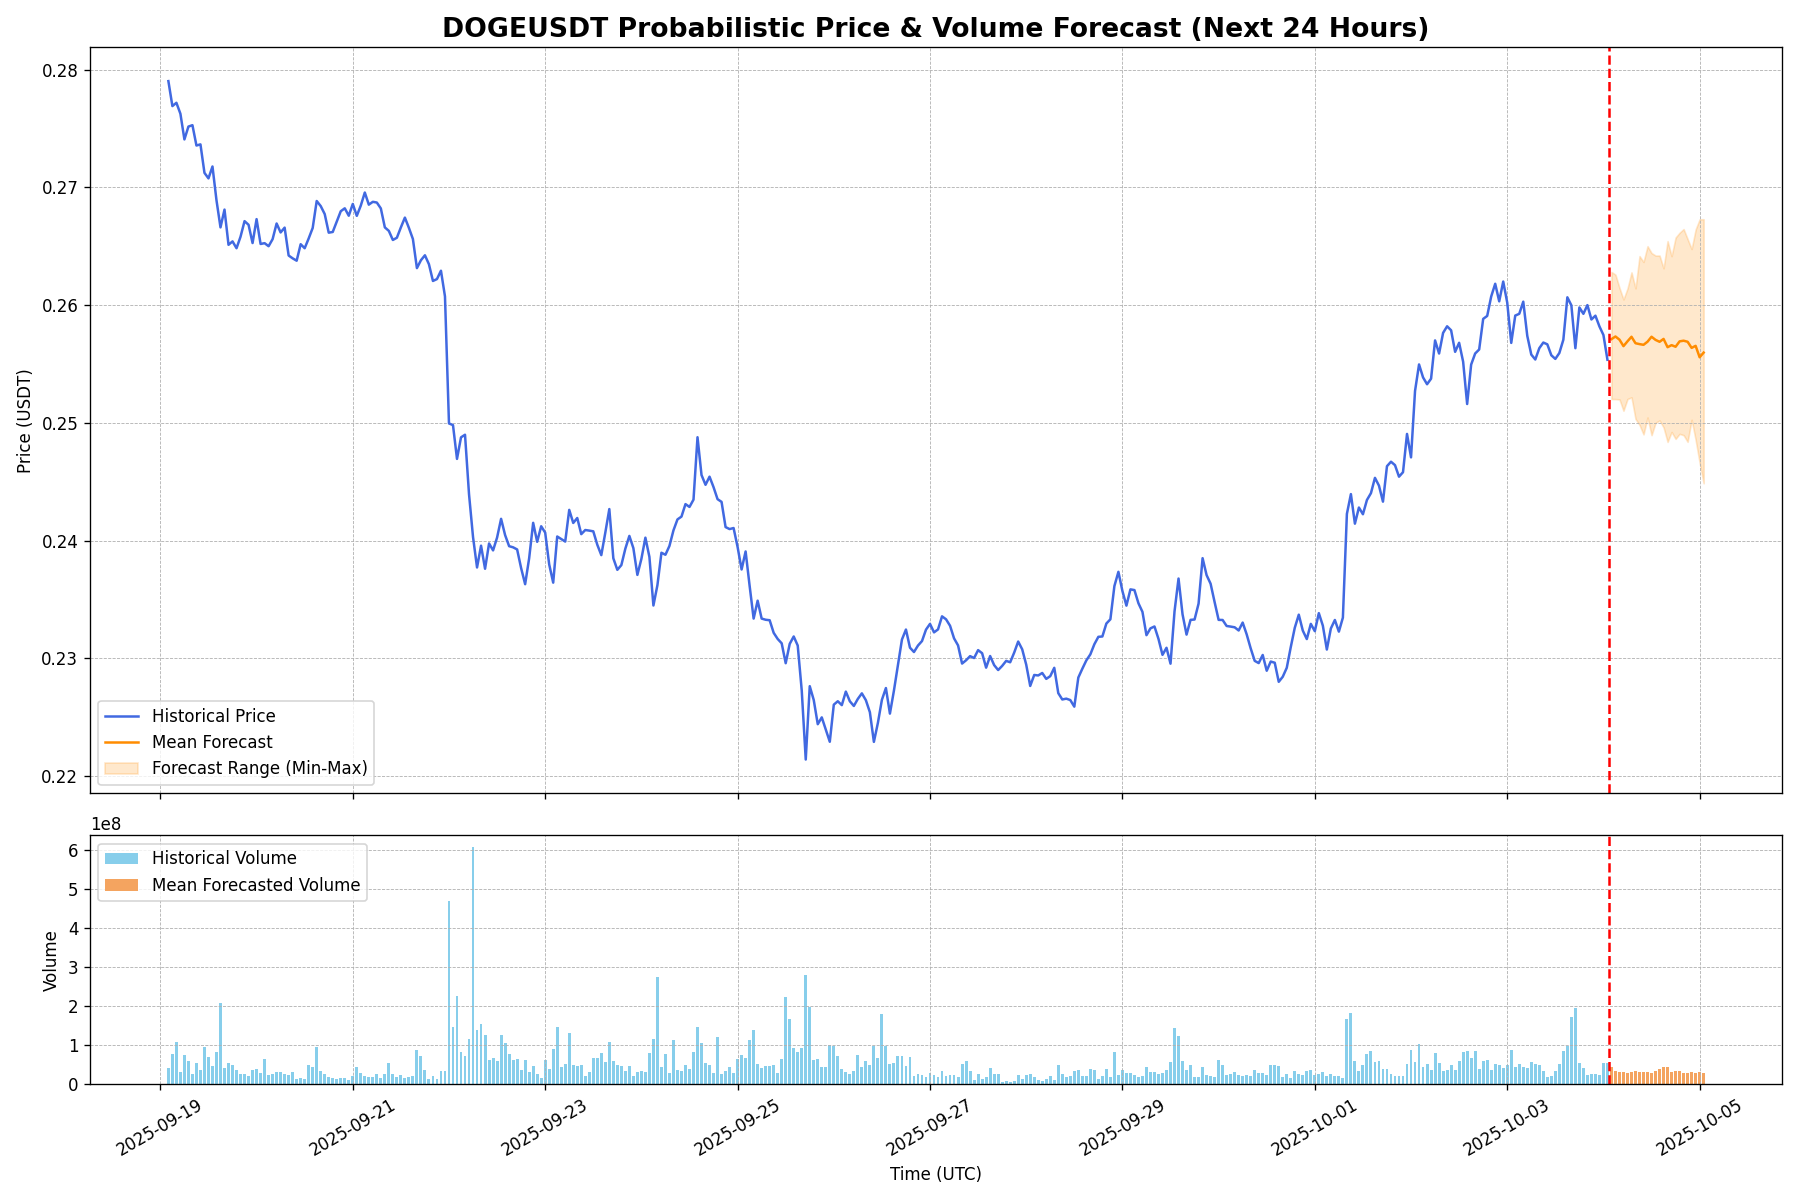 DOGEUSDT Probabilistic Price & Volume Forecast (Next 24 Hours)
0.28
0.27
0.26
0.25
0.24
0.23
0.22
Price (USDT)
Historical Price
Mean Forecast
Forecast Range (Min-Max)
1e8
6
5
4
3
2
1
0
Volume
Historical Volume
Mean Forecasted Volume
2025-09-19
2025-09-21
2025-09-23
2025-09-25
2025-09-27
2025-09-29
2025-10-01
2025-10-03
2025-10-05
Time (UTC)